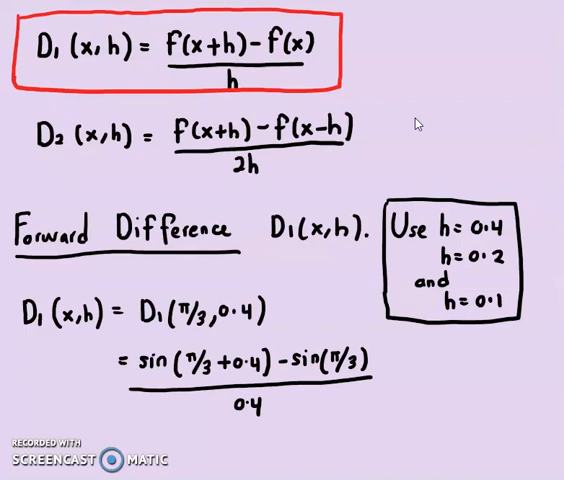 D₁ (x,h) = f(x+h) - f(x)
h
D₂ (x,h) = f(x+h) - f(x-h)
2h
Forward Difference D₁(x,h).
Use h = 0.4
h = 0.2
and
h = 0.1
D₁ (x,h) = D₁(π/3, 0.4)
= sin (π/3 + 0.4) - sin(π/3)
0.4
RECORDED WITH
SCREENCAST MATIC